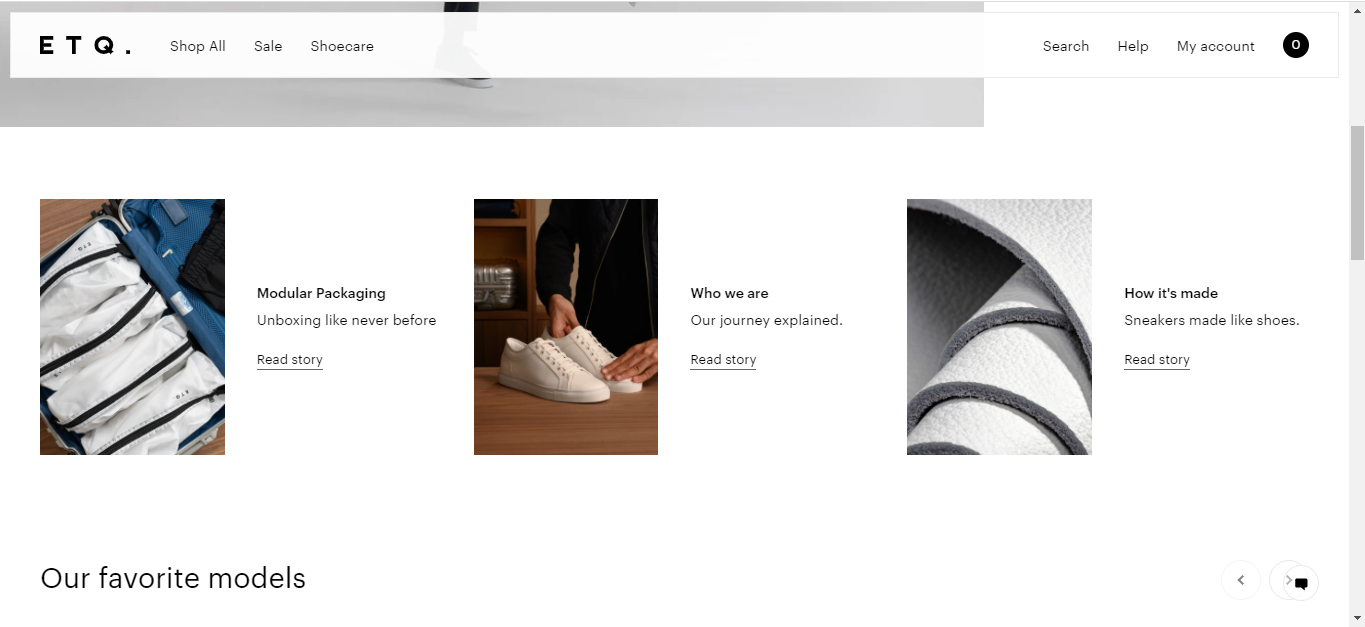 E T Q .
Shop All
Sale
Shoecare
Search
Help
My account
0
Modular Packaging
Unboxing like never before
Read story
Who we are
Our journey explained.
Read story
How it's made
Sneakers made like shoes.
Read story
Our favorite models